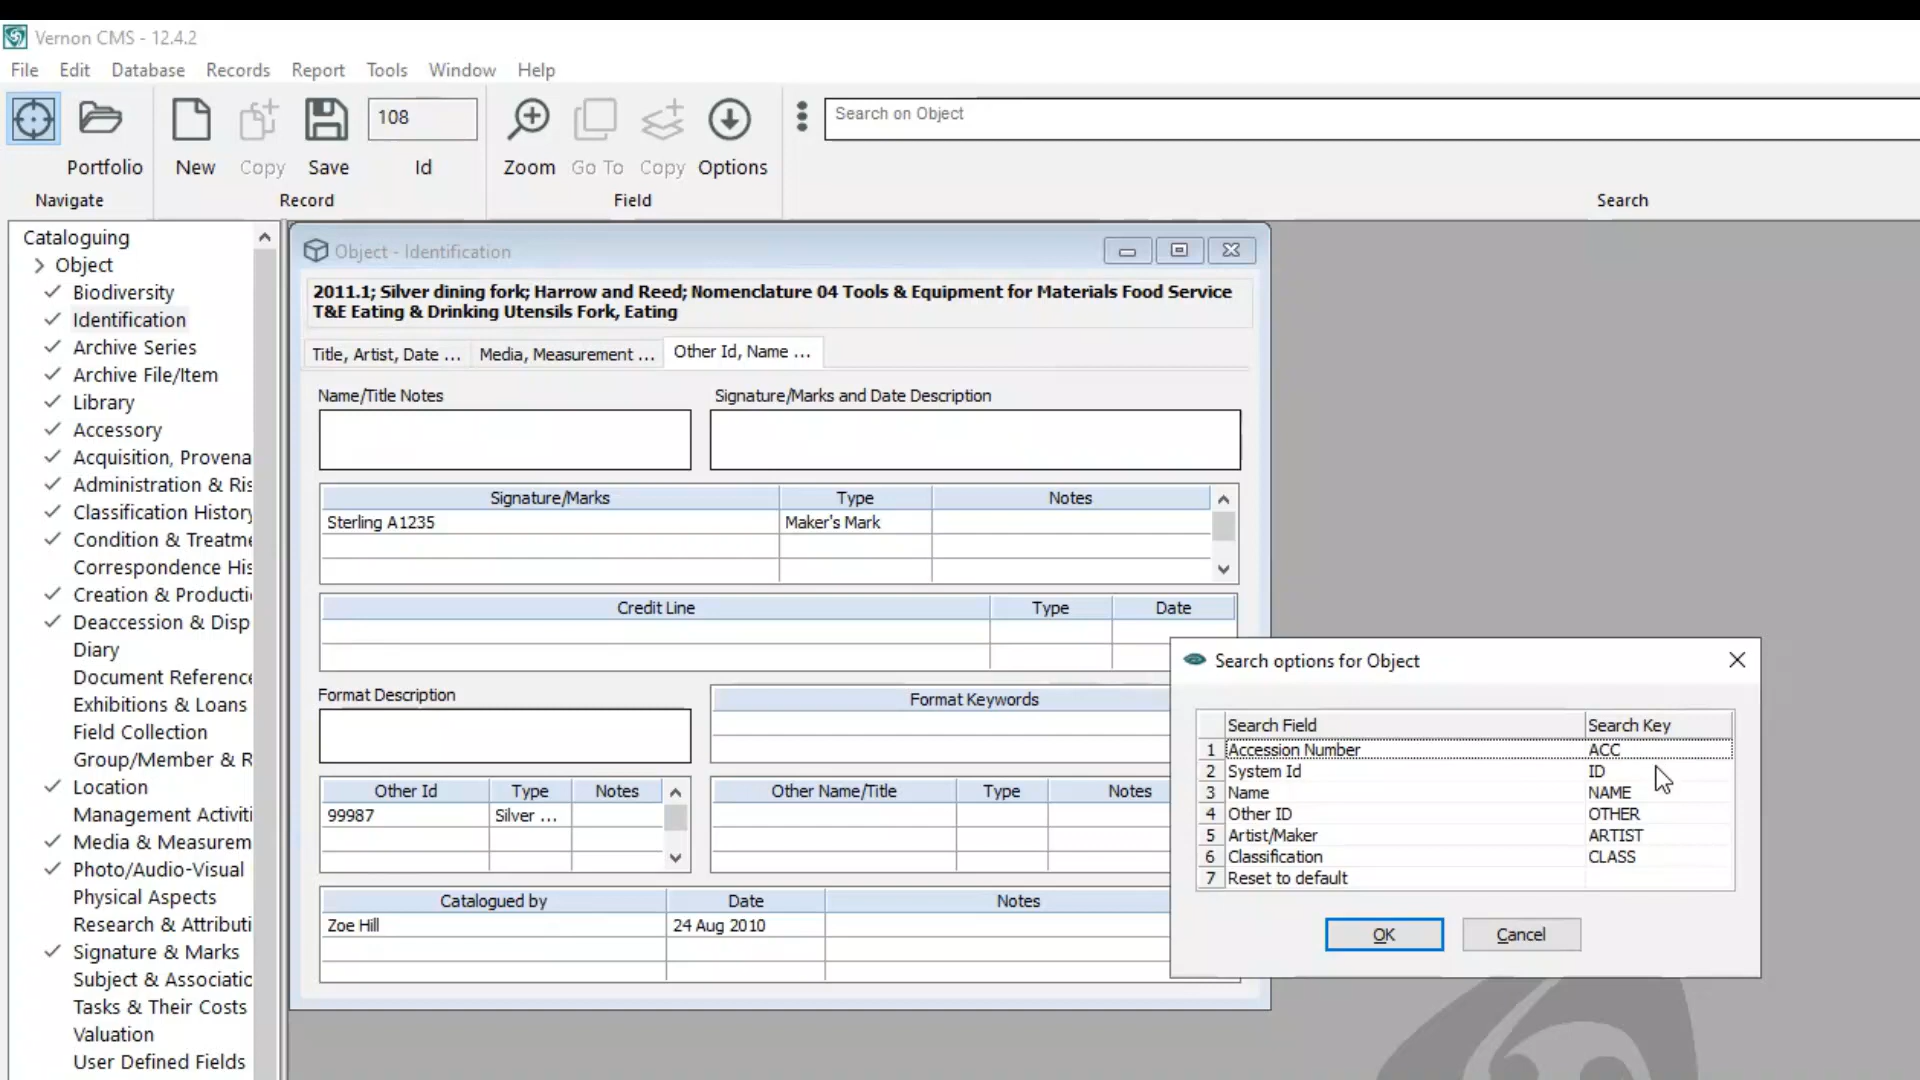 Vernon CMS - 12.4.2
File Edit Database Records Report Tools Window Help
108
Search on Object
Portfolio New Copy Save Id Zoom Go To Copy Options
Navigate Record Field Search
Cataloguing
Object
Biodiversity
Identification
Archive Series
Archive File/Item
Library
Accessory
Acquisition, Provena
Administration & Ris
Classification History
Condition & Treatme
Correspondence His
Creation & Producti
Deaccession & Disp
Diary
Document Reference
Exhibitions & Loans
Field Collection
Group/Member & R
Location
Management Activiti
Media & Measurem
Photo/Audio-Visual
Physical Aspects
Research & Attributi
Signature & Marks
Subject & Associatio
Tasks & Their Costs
Valuation
User Defined Fields
Object - Identification
2011.1; Silver dining fork; Harrow and Reed; Nomenclature 04 Tools & Equipment for Materials Food Service
T&E Eating & Drinking Utensils Fork, Eating
Title, Artist, Date ... Media, Measurement ... Other Id, Name ...
Name/Title Notes Signature/Marks and Date Description
Signature/Marks Type Notes
Sterling A1235 Maker's Mark
Credit Line Type Date
Format Description Format Keywords
Other Id Type Notes Other Name/Title Type Notes
99987 Silver ...
Catalogued by Date Notes
Zoe Hill 24 Aug 2010
Search options for Object
Search Field Search Key
1 Accession Number ACC
2 System Id ID
3 Name NAME
4 Other ID OTHER
5 Artist/Maker ARTIST
6 Classification CLASS
7 Reset to default
OK Cancel